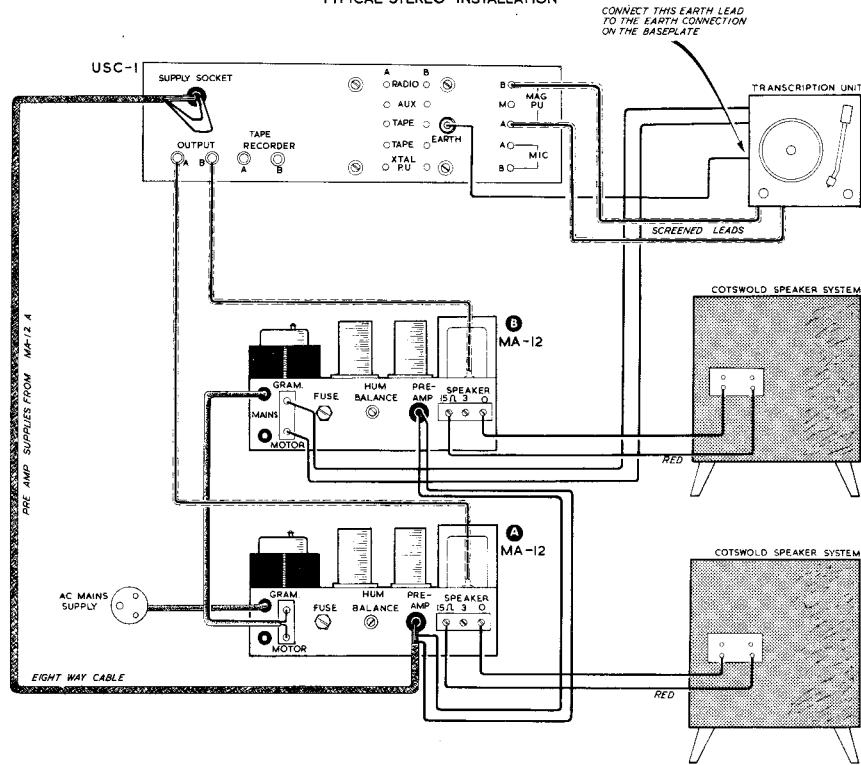 TYPICAL STEREO INSTALLATION
CONNECT THIS EARTH LEAD
TO THE EARTH CONNECTION
ON THE BASEPLATE
USC-1
SUPPLY SOCKET
A B
RADIO
AUX
TAPE
TAPE
XTAL
P.U
EARTH
B
MAG
PU
M
A
A
MIC
B
OUTPUT
A B
TAPE
RECORDER
A B
TRANSCRIPTION UNIT
SCREENED LEADS
PRE AMP SUPPLIES FROM MA-12 A
B
MA-12
GRAM.
MAINS
MOTOR
FUSE
HUM
BALANCE
PRE-
AMP
SPEAKER
15Ω 3 0
RED
COTSWOLD SPEAKER SYSTEM
A
MA-12
AC MAINS
SUPPLY
GRAM.
MOTOR
FUSE
HUM
BALANCE
PRE-
AMP
SPEAKER
15Ω 3 0
RED
COTSWOLD SPEAKER SYSTEM
EIGHT WAY CABLE